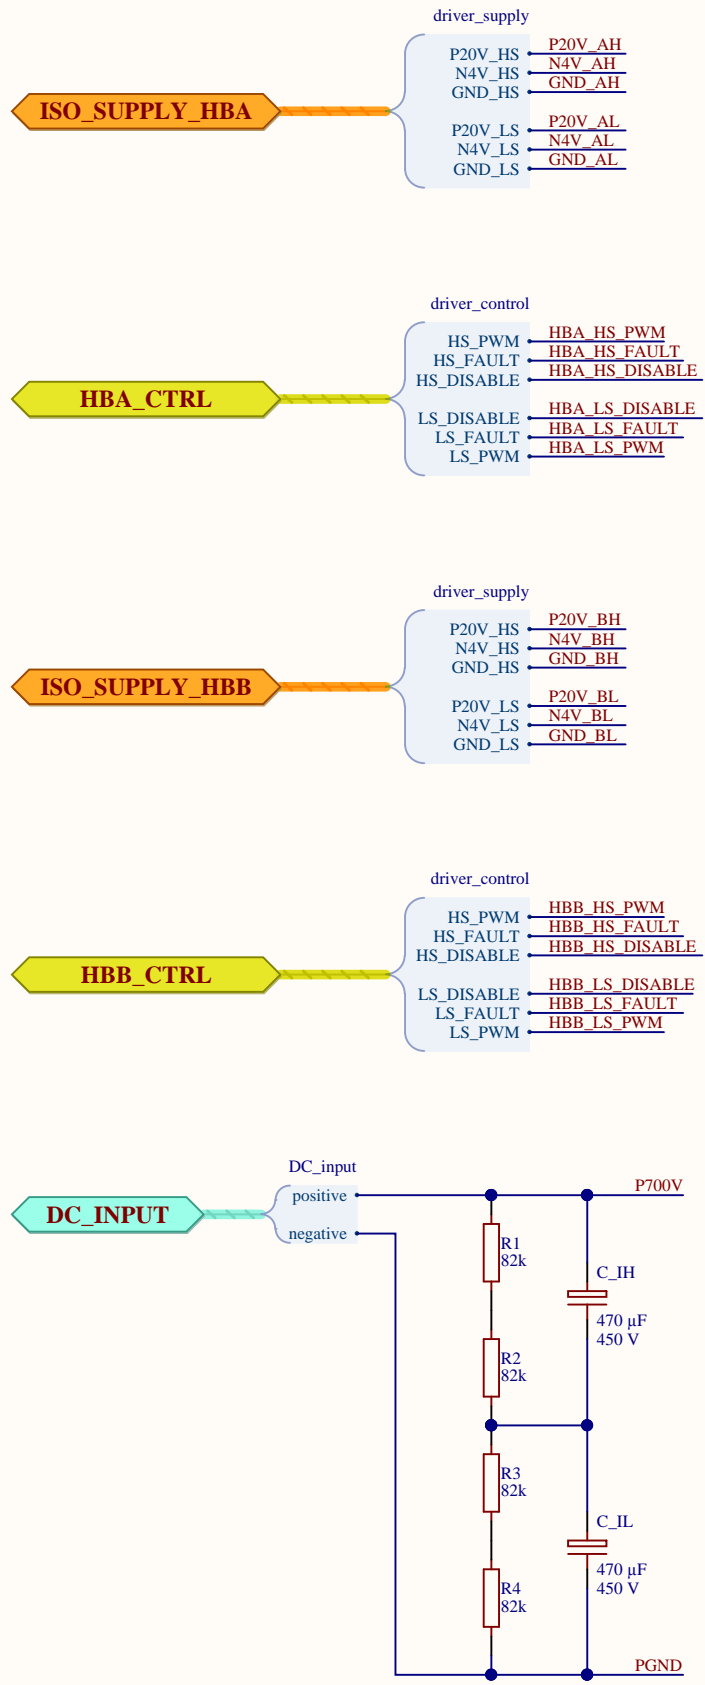 driver_supply
ISO_SUPPLY_HBA
P20V_HS P20V_AH
N4V_HS N4V_AH
GND_HS GND_AH
P20V_LS P20V_AL
N4V_LS N4V_AL
GND_LS GND_AL
driver_control
HBA_CTRL
HS_PWM HBA_HS_PWM
HS_FAULT HBA_HS_FAULT
HS_DISABLE HBA_HS_DISABLE
LS_DISABLE HBA_LS_DISABLE
LS_FAULT HBA_LS_FAULT
LS_PWM HBA_LS_PWM
driver_supply
ISO_SUPPLY_HBB
P20V_HS P20V_BH
N4V_HS N4V_BH
GND_HS GND_BH
P20V_LS P20V_BL
N4V_LS N4V_BL
GND_LS GND_BL
driver_control
HBB_CTRL
HS_PWM HBB_HS_PWM
HS_FAULT HBB_HS_FAULT
HS_DISABLE HBB_HS_DISABLE
LS_DISABLE HBB_LS_DISABLE
LS_FAULT HBB_LS_FAULT
LS_PWM HBB_LS_PWM
DC_input
DC_INPUT
positive
negative
P700V
R1
82k
C_IH
470 µF
450 V
R2
82k
R3
82k
C_IL
470 µF
450 V
R4
82k
PGND